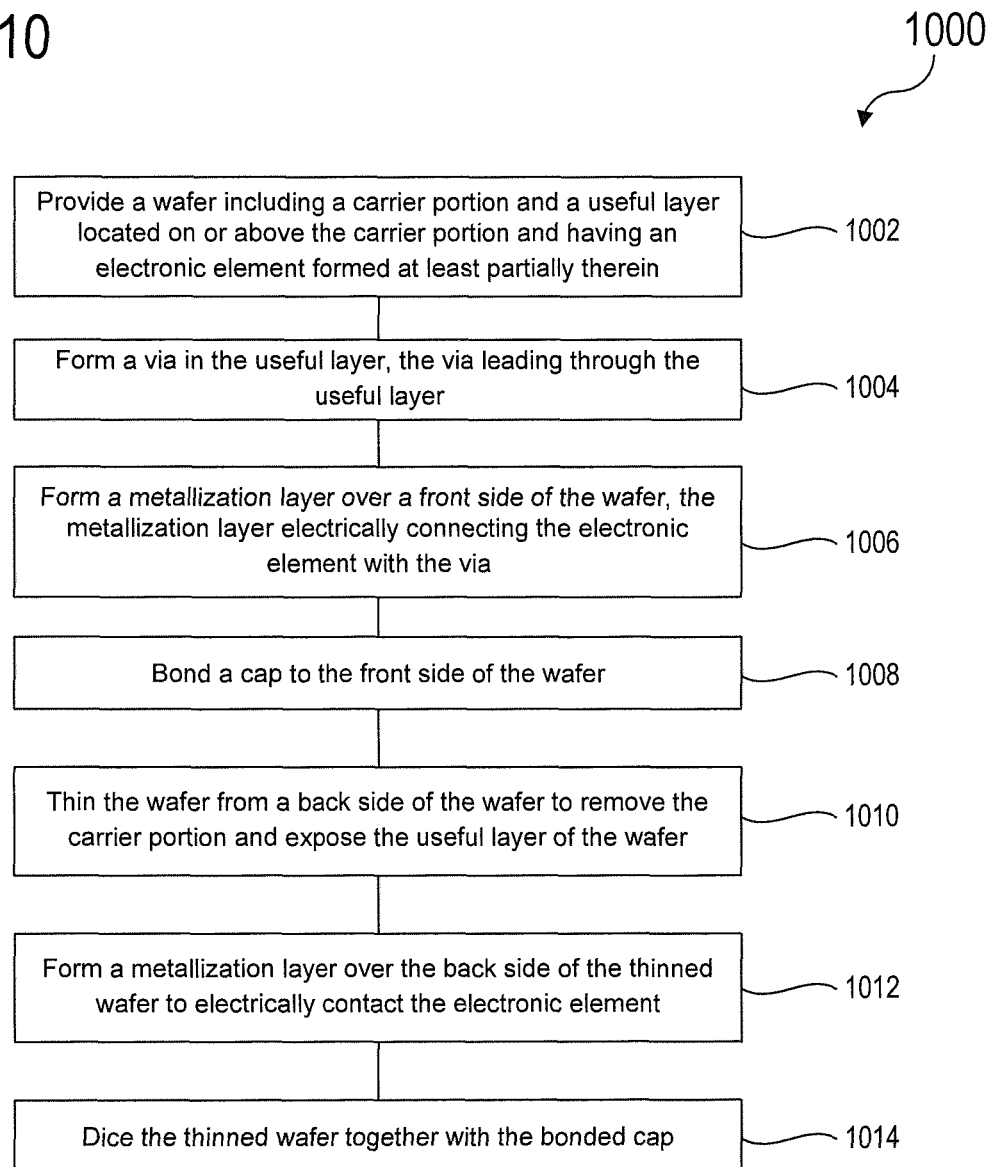 10
1000
Provide a wafer including a carrier portion and a useful layer
located on or above the carrier portion and having an
electronic element formed at least partially therein
1002
Form a via in the useful layer, the via leading through the
useful layer
1004
Form a metallization layer over a front side of the wafer, the
metallization layer electrically connecting the electronic
element with the via
1006
Bond a cap to the front side of the wafer
1008
Thin the wafer from a back side of the wafer to remove the
carrier portion and expose the useful layer of the wafer
1010
Form a metallization layer over the back side of the thinned
wafer to electrically contact the electronic element
1012
Dice the thinned wafer together with the bonded cap
1014